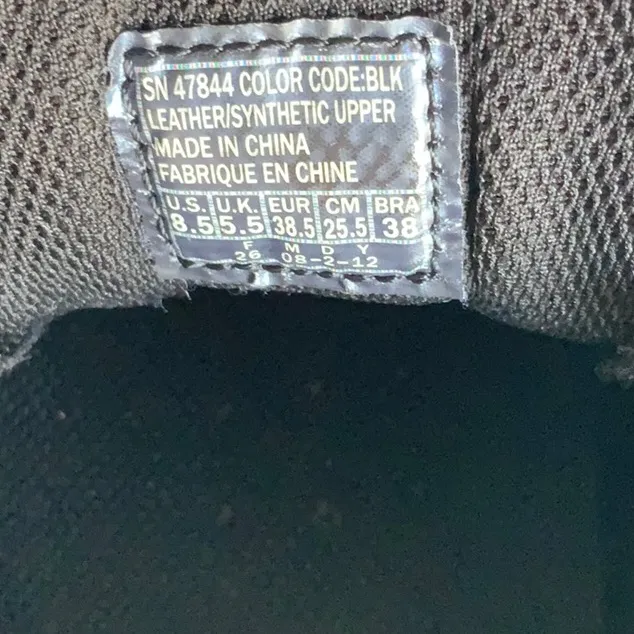 SN 47844 COLOR CODE:BLK
LEATHER/SYNTHETIC UPPER
MADE IN CHINA
FABRIQUE EN CHINE
U.S. U.K. EUR CM BRA
8.5 5.5 38.5 25.5 38
F M D Y
26 08-2-12